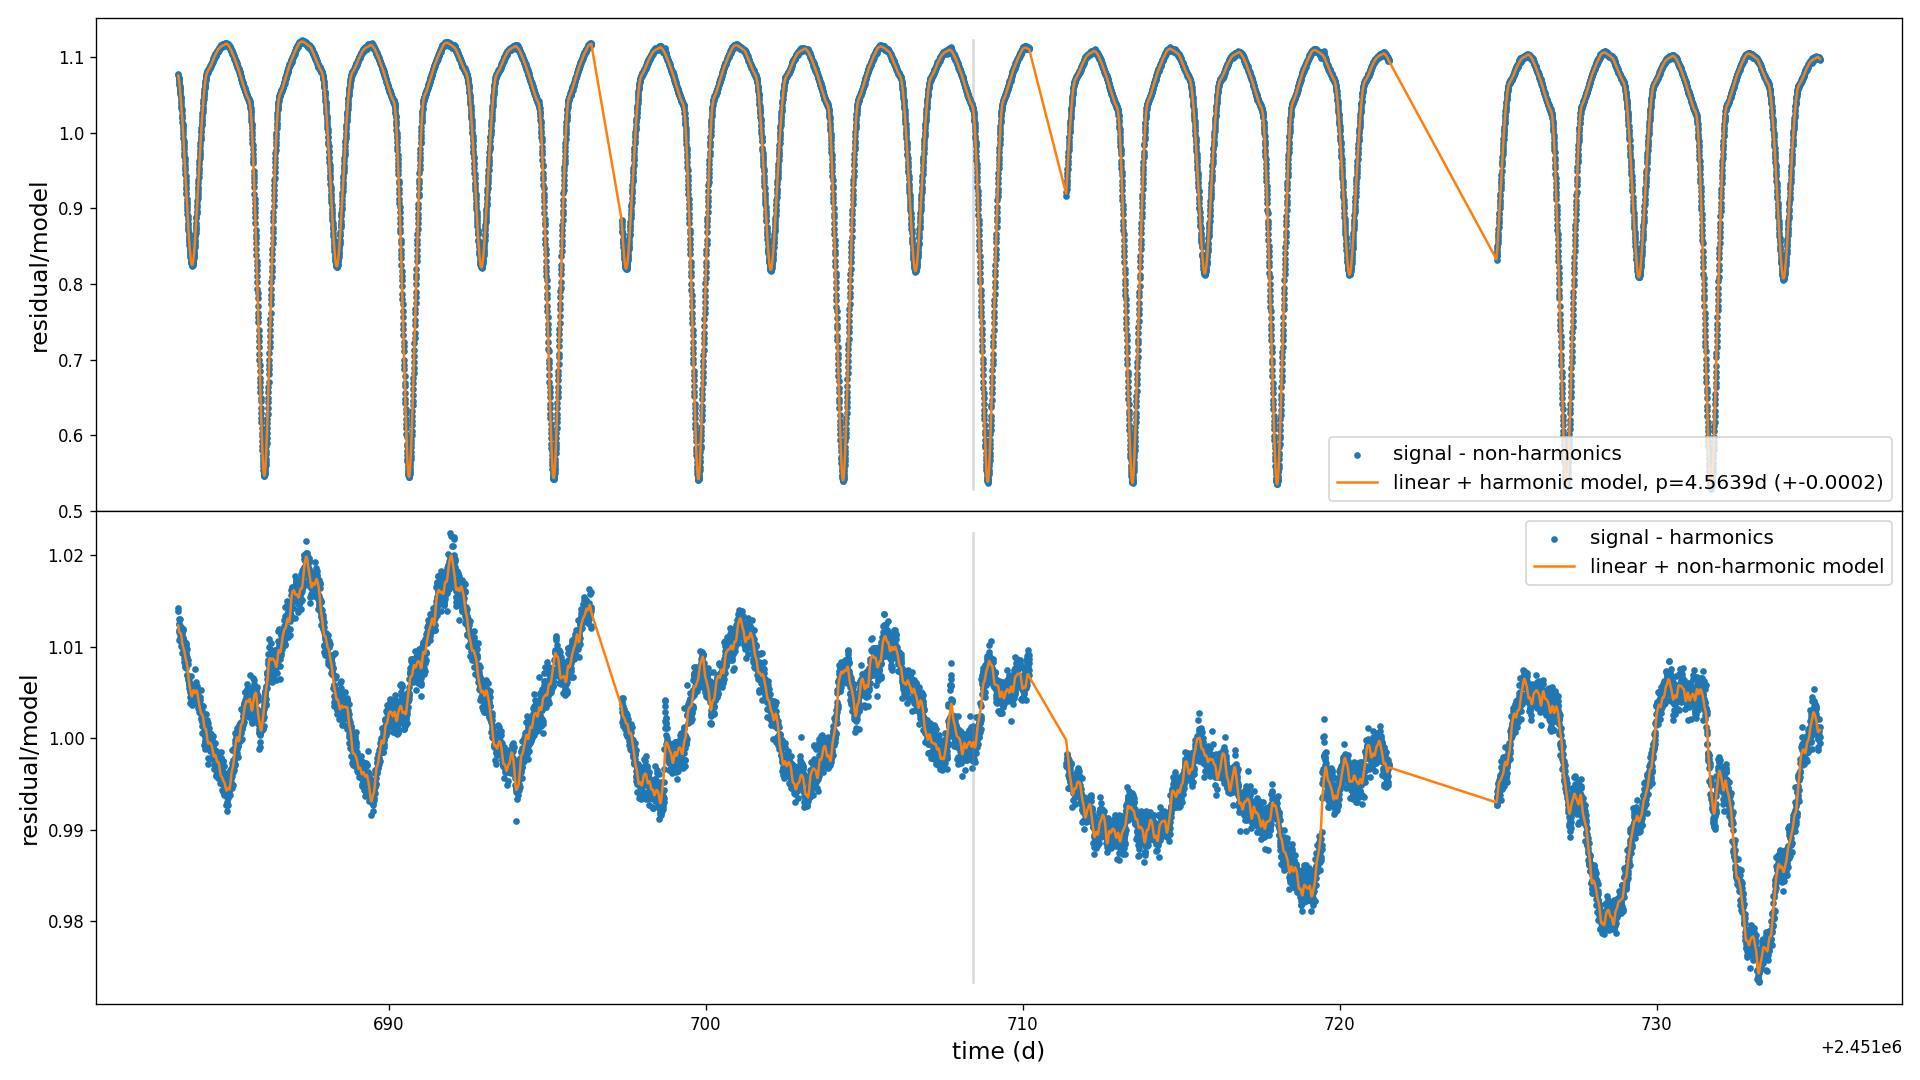 1.1
1.0
0.9
0.8
0.7
0.6
0.5
residual/model
signal - non-harmonics
linear + harmonic model, p=4.5639d (+-0.0002)
1.02
1.01
1.00
0.99
0.98
residual/model
signal - harmonics
linear + non-harmonic model
690
700
710
720
730
time (d)
+2.451e6